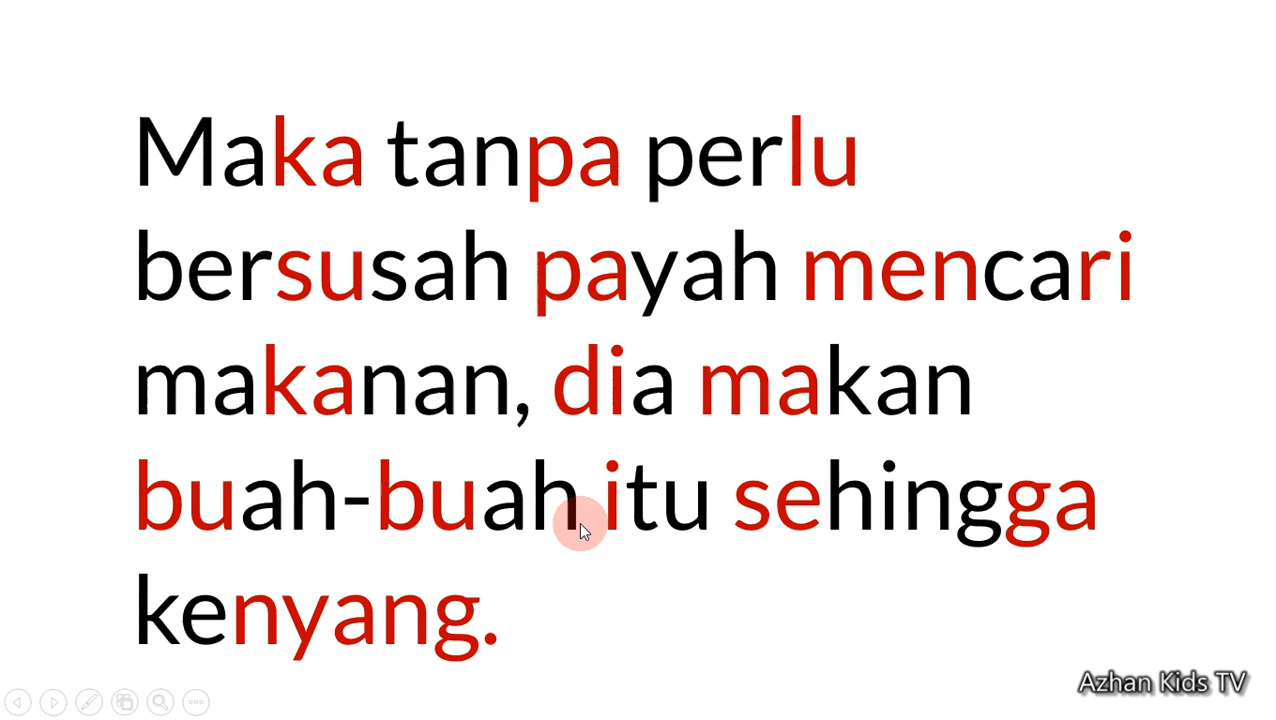 Maka tanpa perlu
bersusah payah mencari
makanan, dia makan
buah-buah itu sehingga
kenyang.
Azhan Kids TV